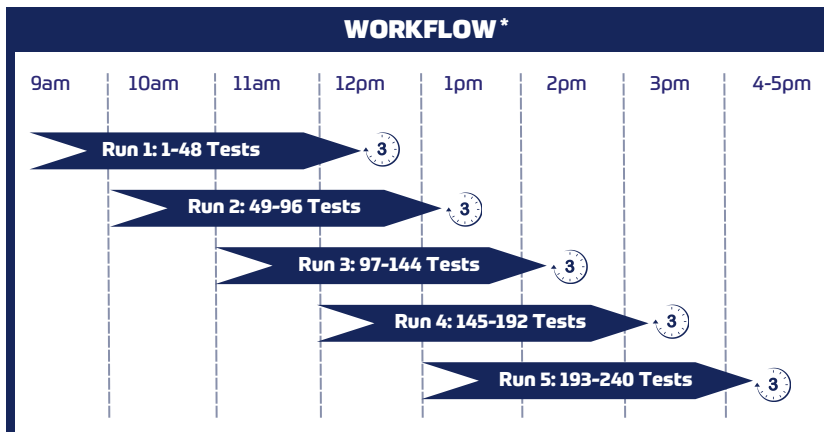 WORKFLOW*
9am 10am 11am 12pm 1pm 2pm 3pm 4-5pm
Run 1: 1-48 Tests 3
Run 2: 49-96 Tests 3
Run 3: 97-144 Tests 3
Run 4: 145-192 Tests 3
Run 5: 193-240 Tests 3